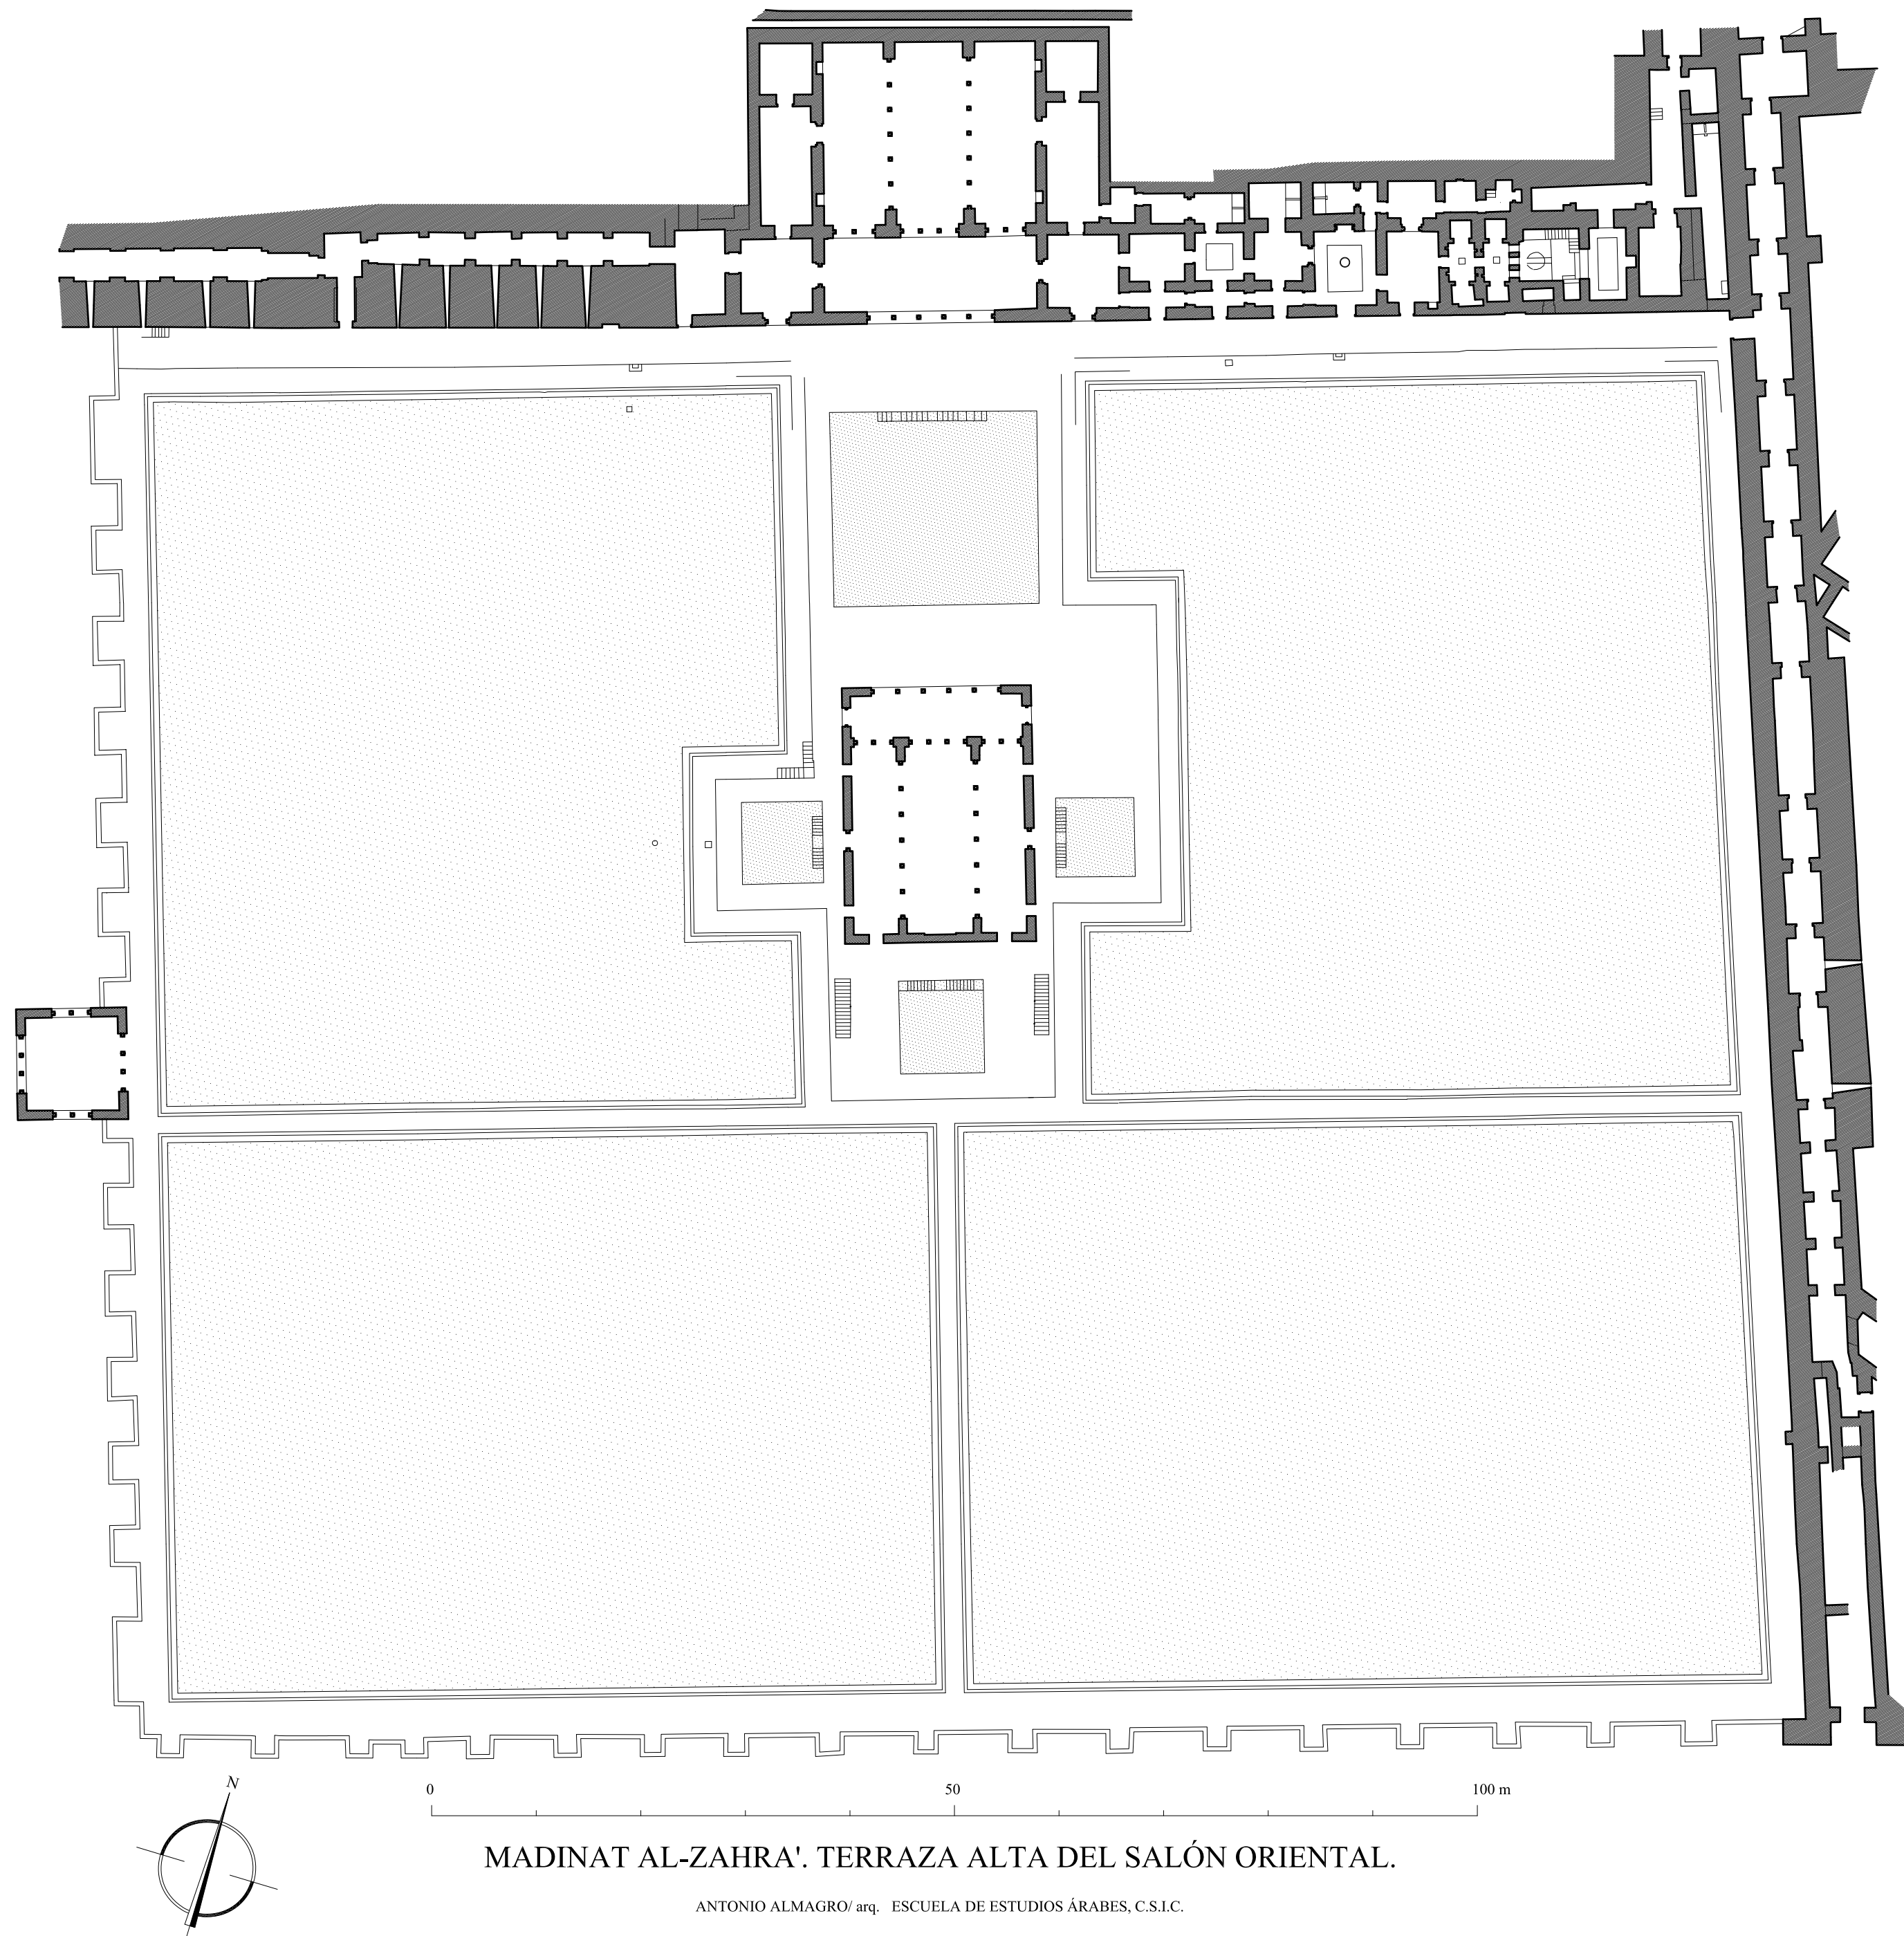 N
0 50 100 m
MADINAT AL-ZAHRA'. TERRAZA ALTA DEL SALÓN ORIENTAL.
ANTONIO ALMAGRO/ arq. ESCUELA DE ESTUDIOS ÁRABES, C.S.I.C.